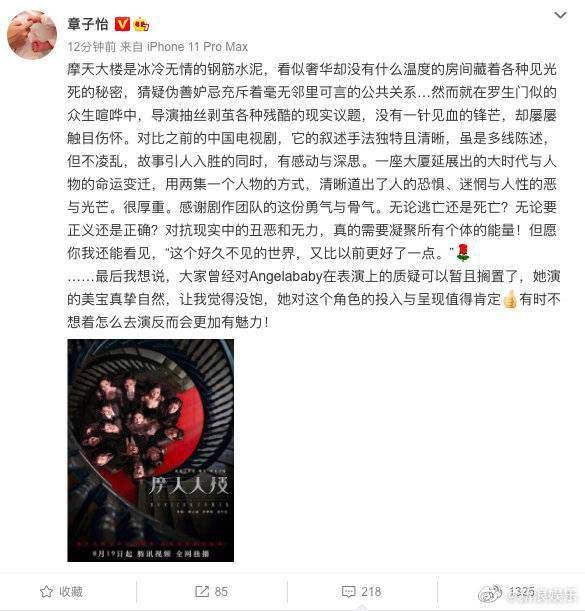 章子怡
12分钟前 来自 iPhone 11 Pro Max
摩天大楼是冰冷无情的钢筋水泥，看似奢华却没有什么温度的房间藏着各种见光
死的秘密，猜疑伪善妒忌充斥着毫无邻里可言的公共关系…然而就在罗生门似的
众生喧哗中，导演抽丝剥茧各种残酷的现实议题，没有一针见血的锋芒，却屡屡
触目伤怀。对比之前的中国电视剧，它的叙述手法独特且清晰，虽是多线陈述，
但不凌乱，故事引人入胜的同时，有感动与深思。一座大厦延展出的大时代与人
物的命运变迁，用两集一个人物的方式，清晰道出了人的恐惧、迷惘与人性的恶
与光芒。很厚重。感谢剧作团队的这份勇气与骨气。无论逃亡还是死亡？无论要
正义还是正确？对抗现实中的丑恶和无力，真的需要凝聚所有个体的能量！但愿
你我还能看见，“这个好久不见的世界，又比以前更好了一点。”🌹
……最后我想说，大家曾经对Angelababy在表演上的质疑可以暂且搁置了，她演
的美宝真挚自然，让我觉得没饱，她对这个角色的投入与呈现值得肯定👍有时不
想着怎么去演反而会更加有魅力！
摩天大楼
8月19日起 腾讯视频 全网独播
收藏
85
218
1325
@新浪娱乐